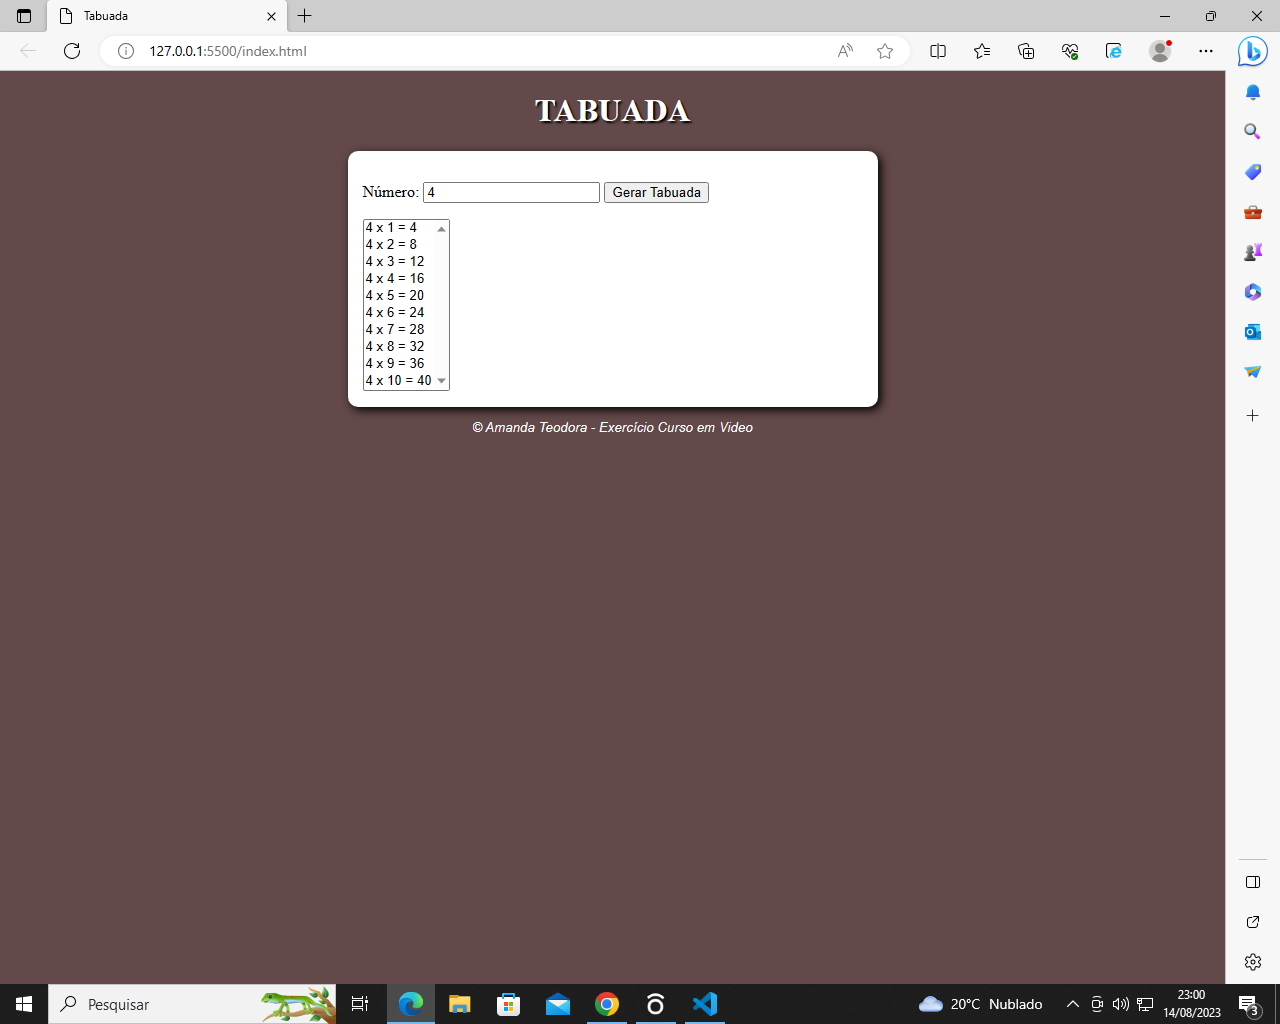 Tabuada
127.0.0.1:5500/index.html
TABUADA
Número: 4 Gerar Tabuada
4 x 1 = 4
4 x 2 = 8
4 x 3 = 12
4 x 4 = 16
4 x 5 = 20
4 x 6 = 24
4 x 7 = 28
4 x 8 = 32
4 x 9 = 36
4 x 10 = 40
© Amanda Teodora - Exercício Curso em Video
Pesquisar
20°C Nublado
23:00
14/08/2023
3